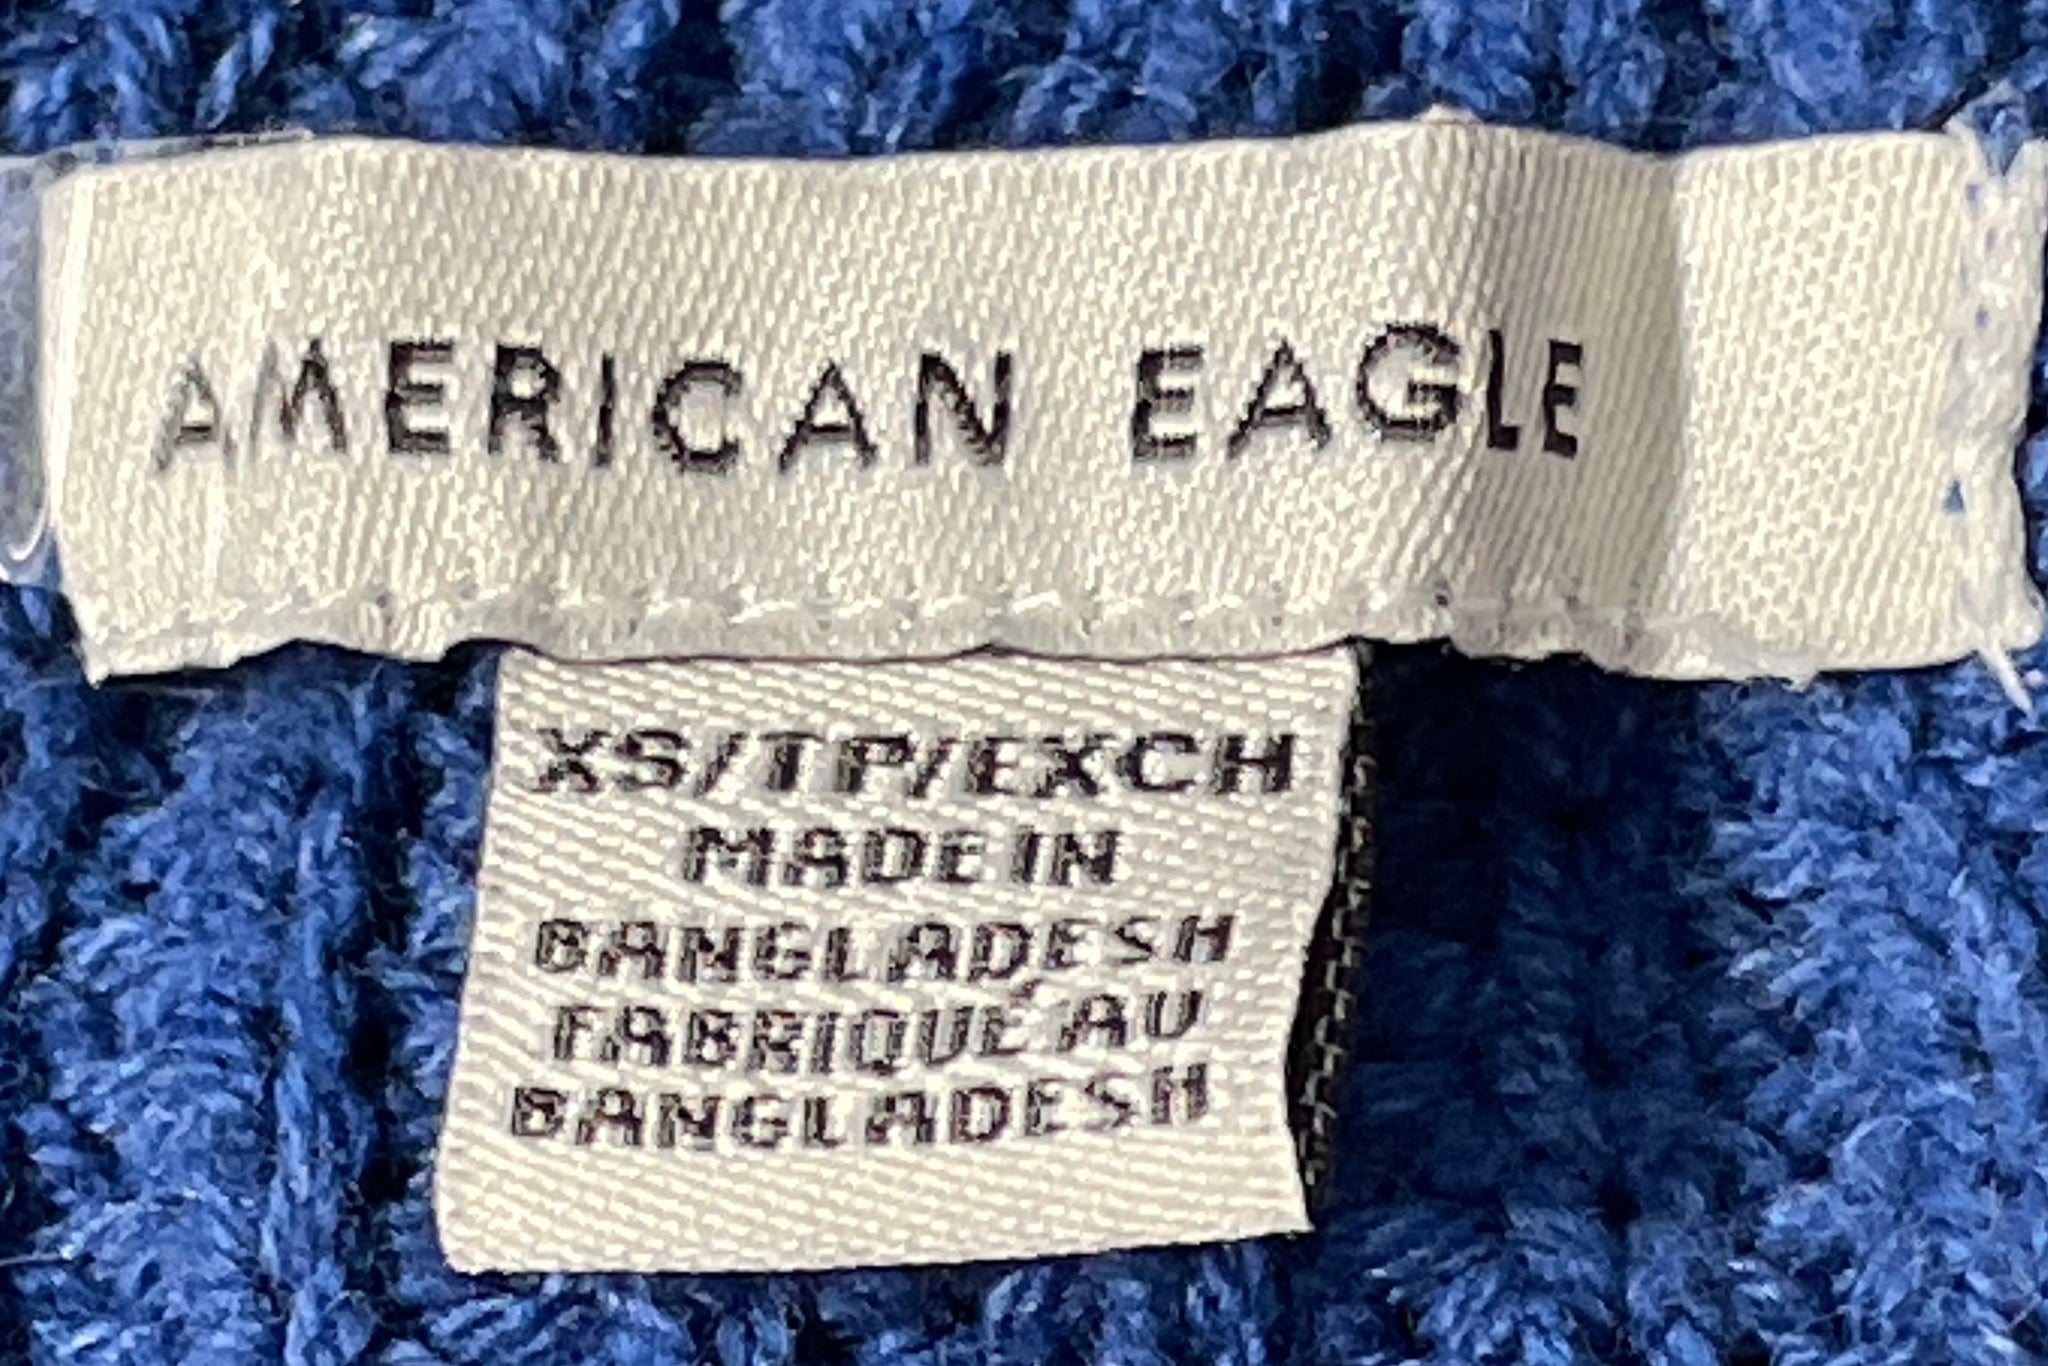 AMERICAN EAGLE
XS/TP/EXCH
MADE IN
BANGLADESH
FABRIQUÉ AU
BANGLADESH